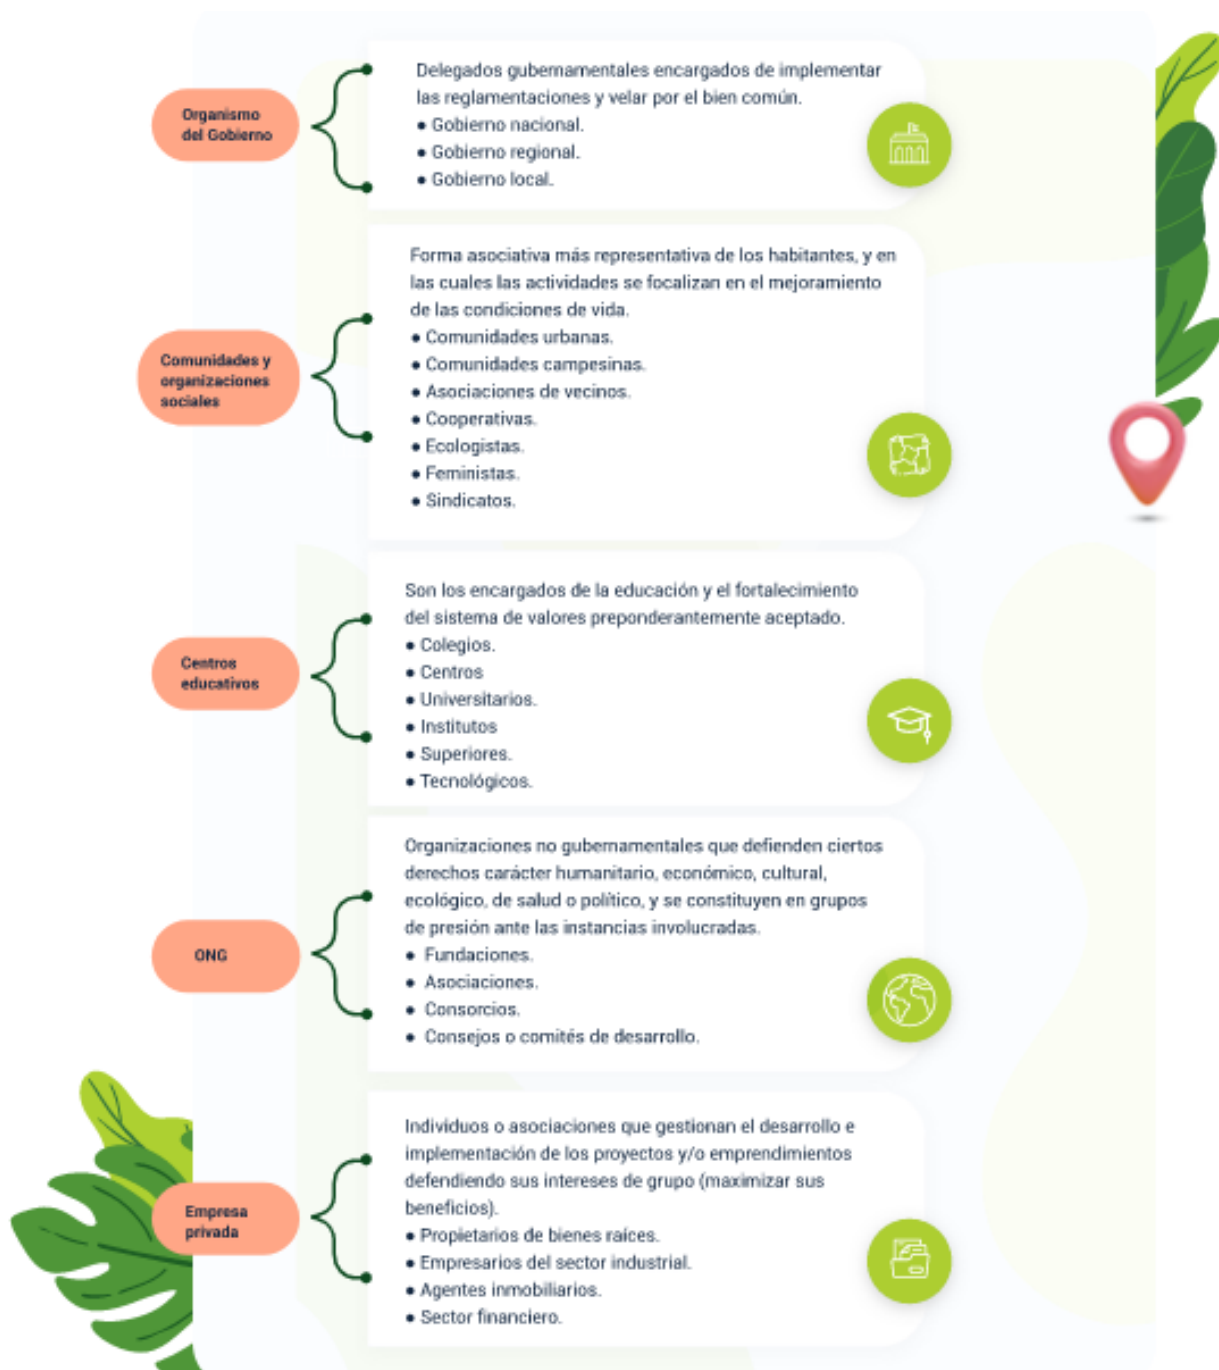 Organismo
del Gobierno
Delegados gubernamentales encargados de implementar
las reglamentaciones y velar por el bien común.
● Gobierno nacional.
● Gobierno regional.
● Gobierno local.
Comunidades y
organizaciones
sociales
Forma asociativa más representativa de los habitantes, y en
las cuales las actividades se focalizan en el mejoramiento
de las condiciones de vida.
● Comunidades urbanas.
● Comunidades campesinas.
● Asociaciones de vecinos.
● Cooperativas.
● Ecologistas.
● Feministas.
● Sindicatos.
Centros
educativos
Son los encargados de la educación y el fortalecimiento
del sistema de valores preponderantemente aceptado.
● Colegios.
● Centros
● Universitarios.
● Institutos
● Superiores.
● Tecnológicos.
ONG
Organizaciones no gubernamentales que defienden ciertos
derechos carácter humanitario, económico, cultural,
ecológico, de salud o político, y se constituyen en grupos
de presión ante las instancias involucradas.
● Fundaciones.
● Asociaciones.
● Consorcios.
● Consejos o comités de desarrollo.
Empresa
privada
Individuos o asociaciones que gestionan el desarrollo e
implementación de los proyectos y/o emprendimientos
defendiendo sus intereses de grupo (maximizar sus
beneficios).
● Propietarios de bienes raíces.
● Empresarios del sector industrial.
● Agentes inmobiliarios.
● Sector financiero.